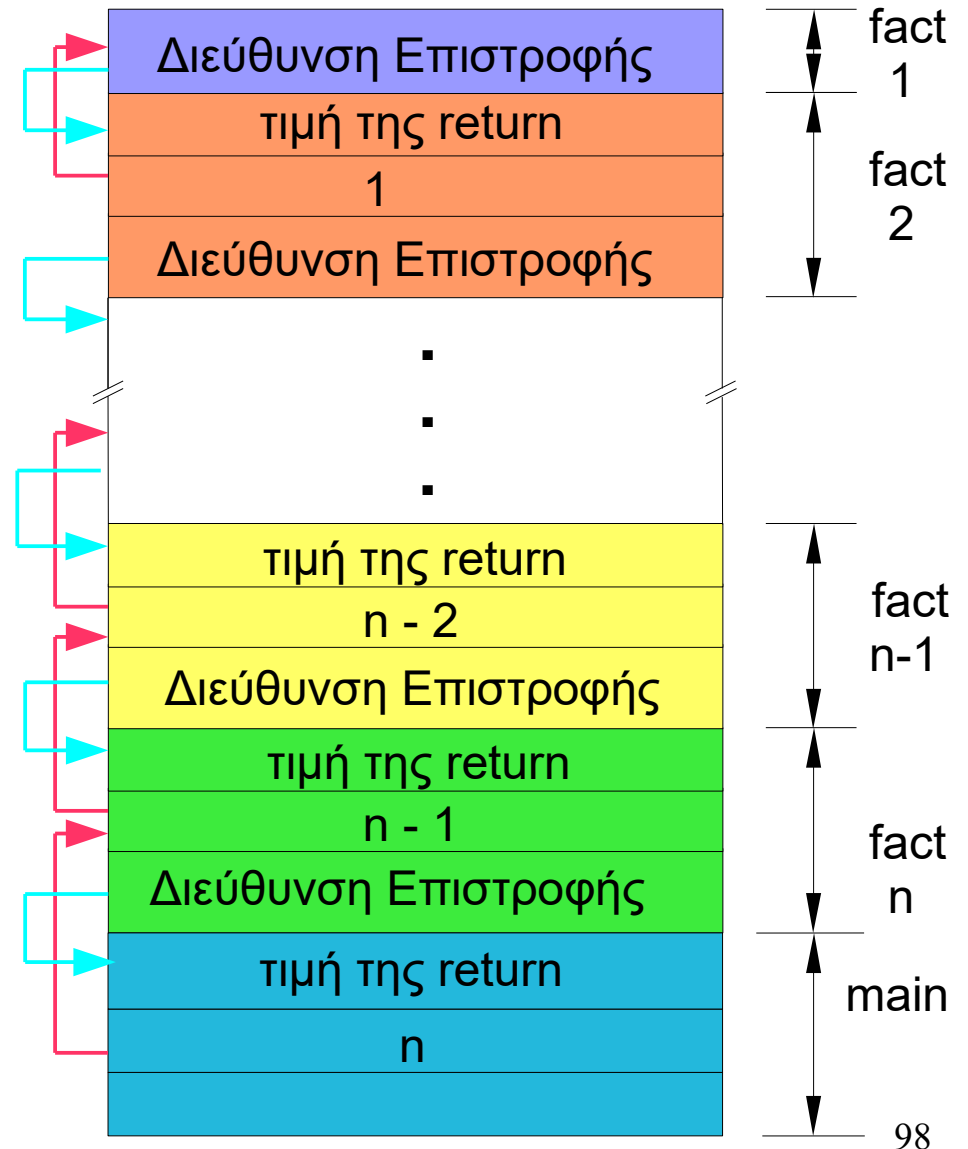 Διεύθυνση Επιστροφής
fact
1
τιμή της return
1
Διεύθυνση Επιστροφής
fact
2
.
.
.
τιμή της return
n - 2
Διεύθυνση Επιστροφής
fact
n-1
τιμή της return
n - 1
Διεύθυνση Επιστροφής
fact
n
τιμή της return
n
main
98